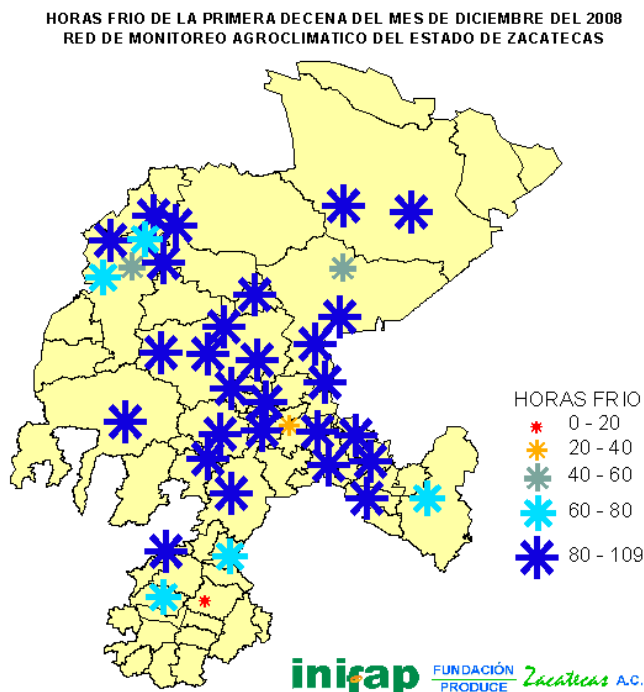 HORAS FRIO DE LA PRIMERA DECENA DEL MES DE DICIEMBRE DEL 2008
RED DE MONITOREO AGROCLIMATICO DEL ESTADO DE ZACATECAS
HORAS FRIO
0 - 20
20 - 40
40 - 60
60 - 80
80 - 109
inifap
FUNDACIÓN
PRODUCE
Zacatecas A.C.